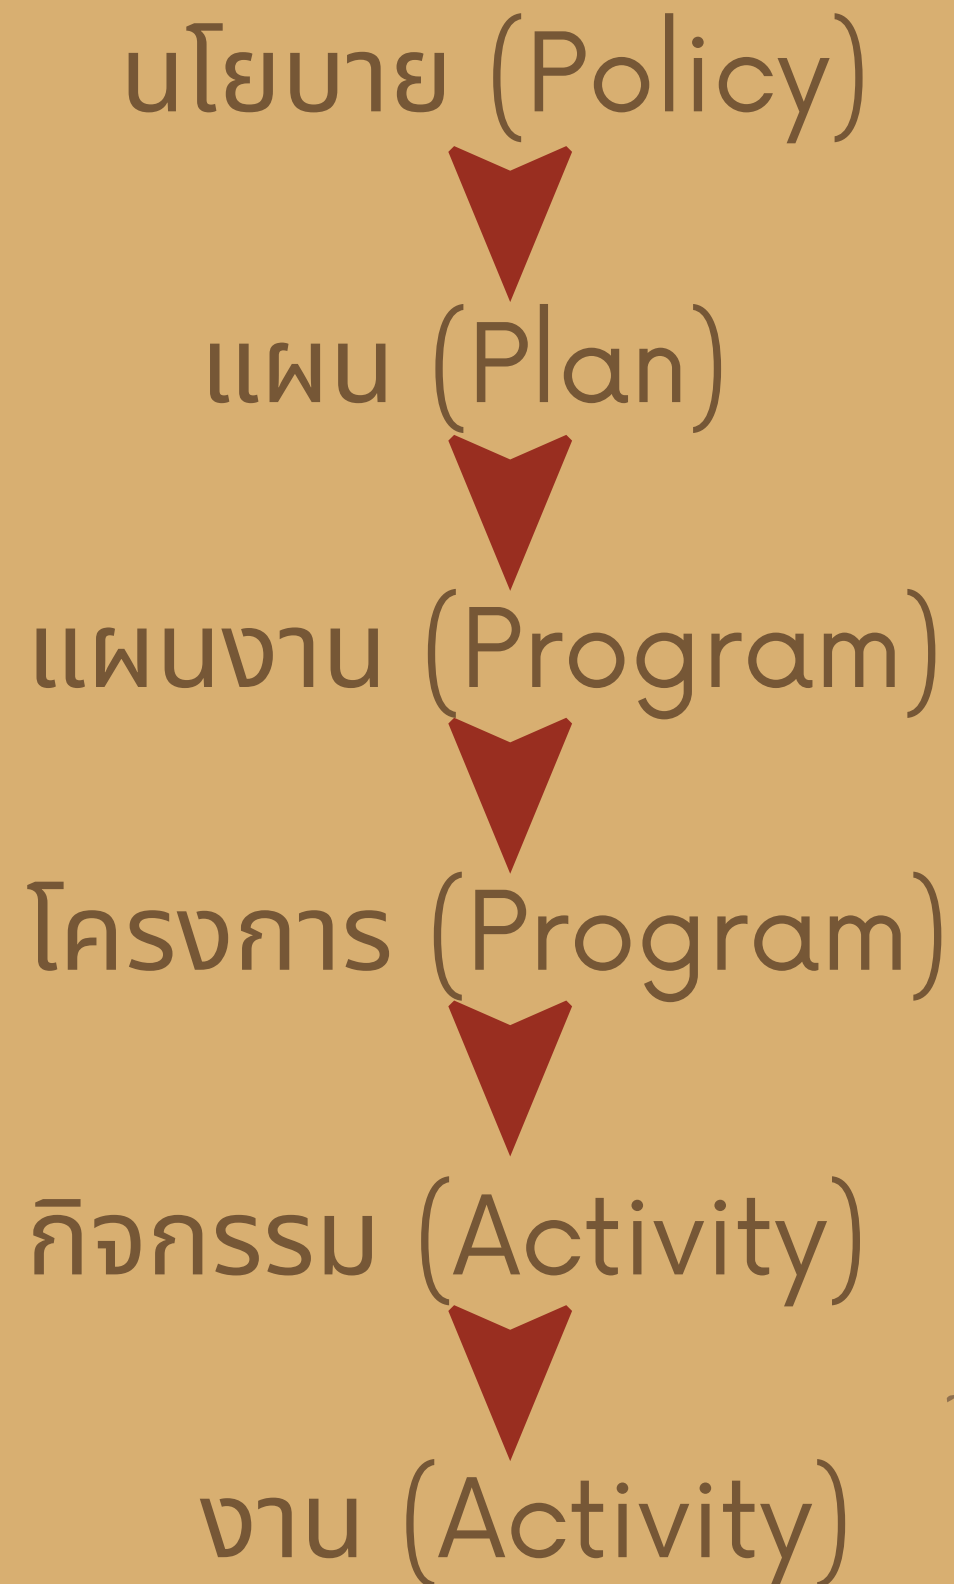 นโยบาย (Policy)
แผน (Plan)
แผนงาน (Program)
โครงการ (Program)
กิจกรรม (Activity)
งาน (Activity)